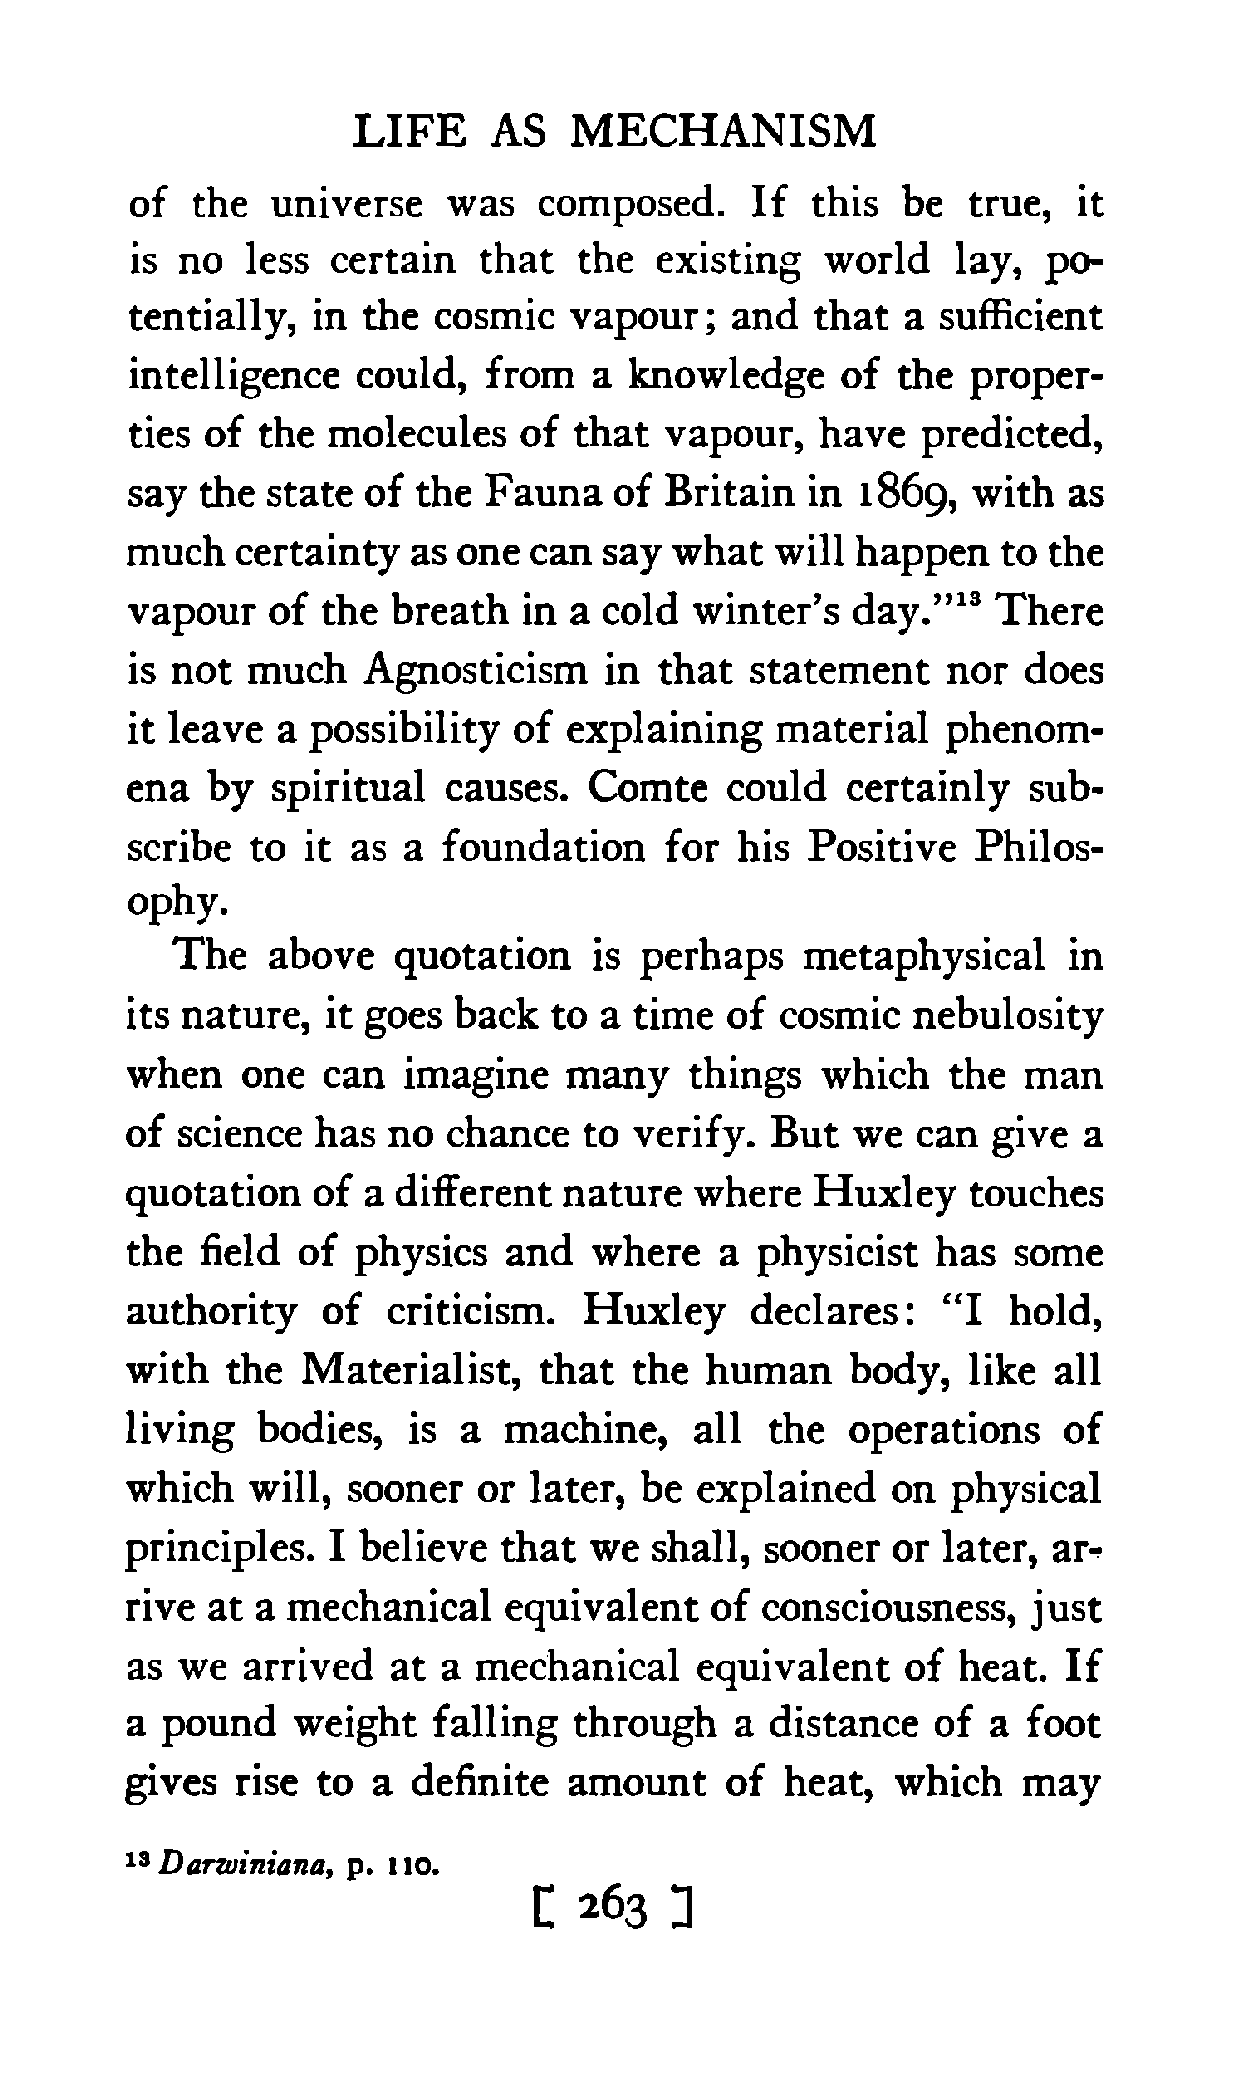 LIFE AS MECHANISM
of the universe was composed. If this be true, it
is no less certain that the existing world lay, po-
tentially, in the cosmic vapour; and that a sufficient
intelligence could, from a knowledge of the proper-
ties of the molecules of that vapour, have predicted,
say the state of the Fauna of Britain in 1869, with as
much certainty as one can say what will happen to the
vapour of the breath in a cold winter's day."¹³ There
is not much Agnosticism in that statement nor does
it leave a possibility of explaining material phenom-
ena by spiritual causes. Comte could certainly sub-
scribe to it as a foundation for his Positive Philos-
ophy.
The above quotation is perhaps metaphysical in
its nature, it goes back to a time of cosmic nebulosity
when one can imagine many things which the man
of science has no chance to verify. But we can give a
quotation of a different nature where Huxley touches
the field of physics and where a physicist has some
authority of criticism. Huxley declares: "I hold,
with the Materialist, that the human body, like all
living bodies, is a machine, all the operations of
which will, sooner or later, be explained on physical
principles. I believe that we shall, sooner or later, ar-
rive at a mechanical equivalent of consciousness, just
as we arrived at a mechanical equivalent of heat. If
a pound weight falling through a distance of a foot
gives rise to a definite amount of heat, which may
¹³ Darwiniana, p. 110.
[ 263 ]